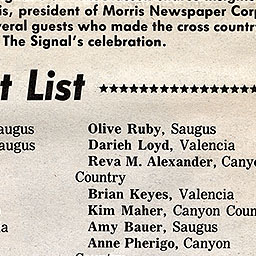 is, president of Morris Newspaper Corp
veral guests who made the cross country
The Signal's celebration.
t List
augus
augus
Olive Ruby, Saugus
Darieh Loyd, Valencia
Reva M. Alexander, Canyo
Country
Brian Keyes, Valencia
Kim Maher, Canyon Coun
Amy Bauer, Saugus
Anne Pherigo, Canyon